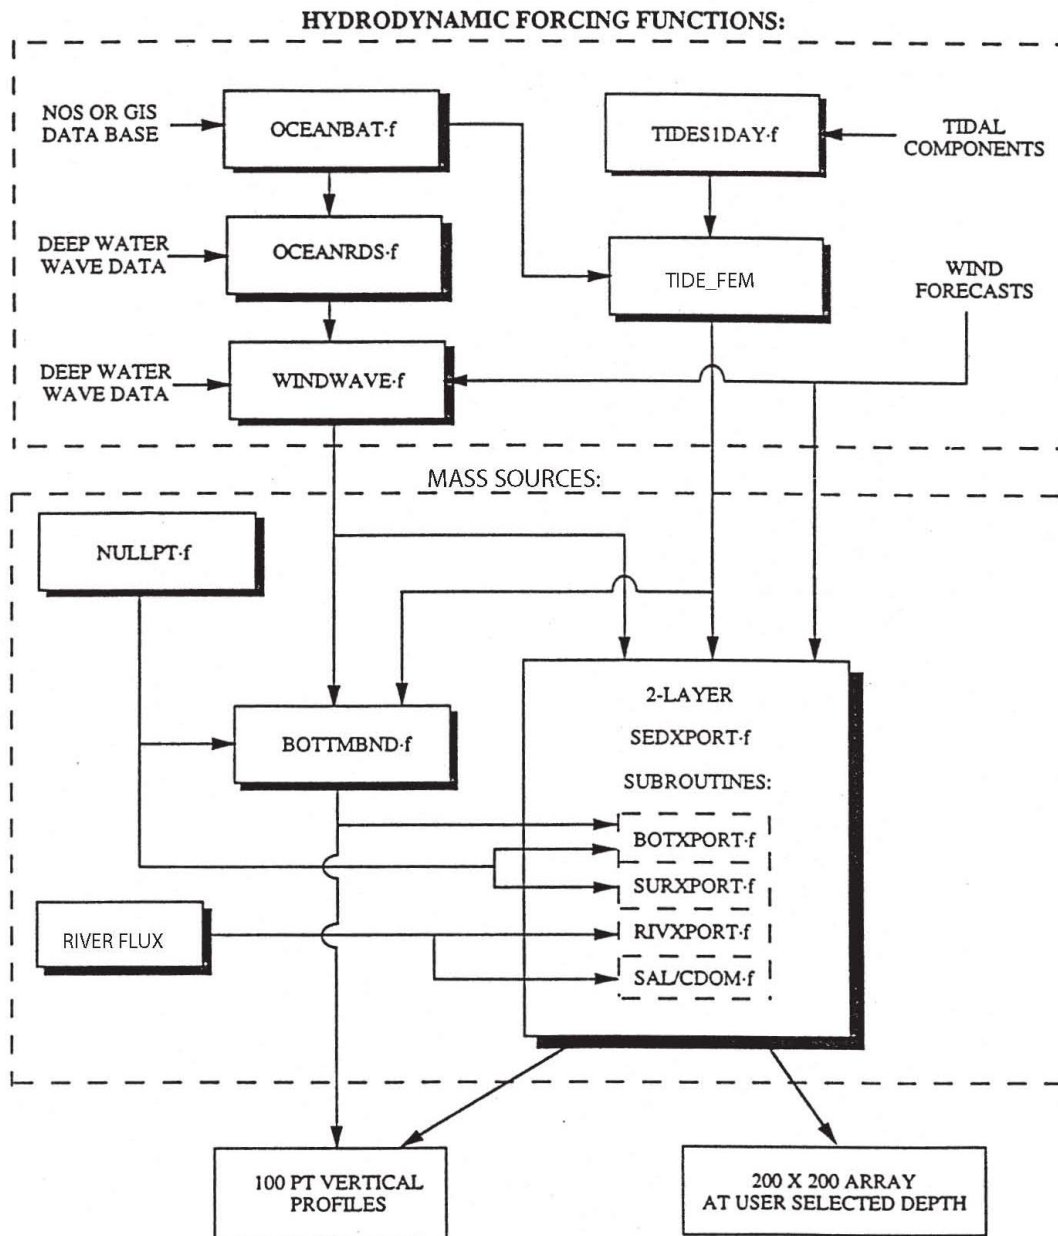 HYDRODYNAMIC FORCING FUNCTIONS:
NOS OR GIS
DATA BASE
OCEANBAT·f
TIDES1DAY·f
TIDAL
COMPONENTS
DEEP WATER
WAVE DATA
OCEANRDS·f
TIDE_FEM
WIND
FORECASTS
DEEP WATER
WAVE DATA
WINDWAVE·f
MASS SOURCES:
NULLPT·f
BOTTMBND·f
2-LAYER
SEDXPORT·f
SUBROUTINES:
BOTXPORT·f
SURXPORT·f
RIVER FLUX
RIVXPORT·f
SAL/CDOM·f
100 PT VERTICAL
PROFILES
200 X 200 ARRAY
AT USER SELECTED DEPTH